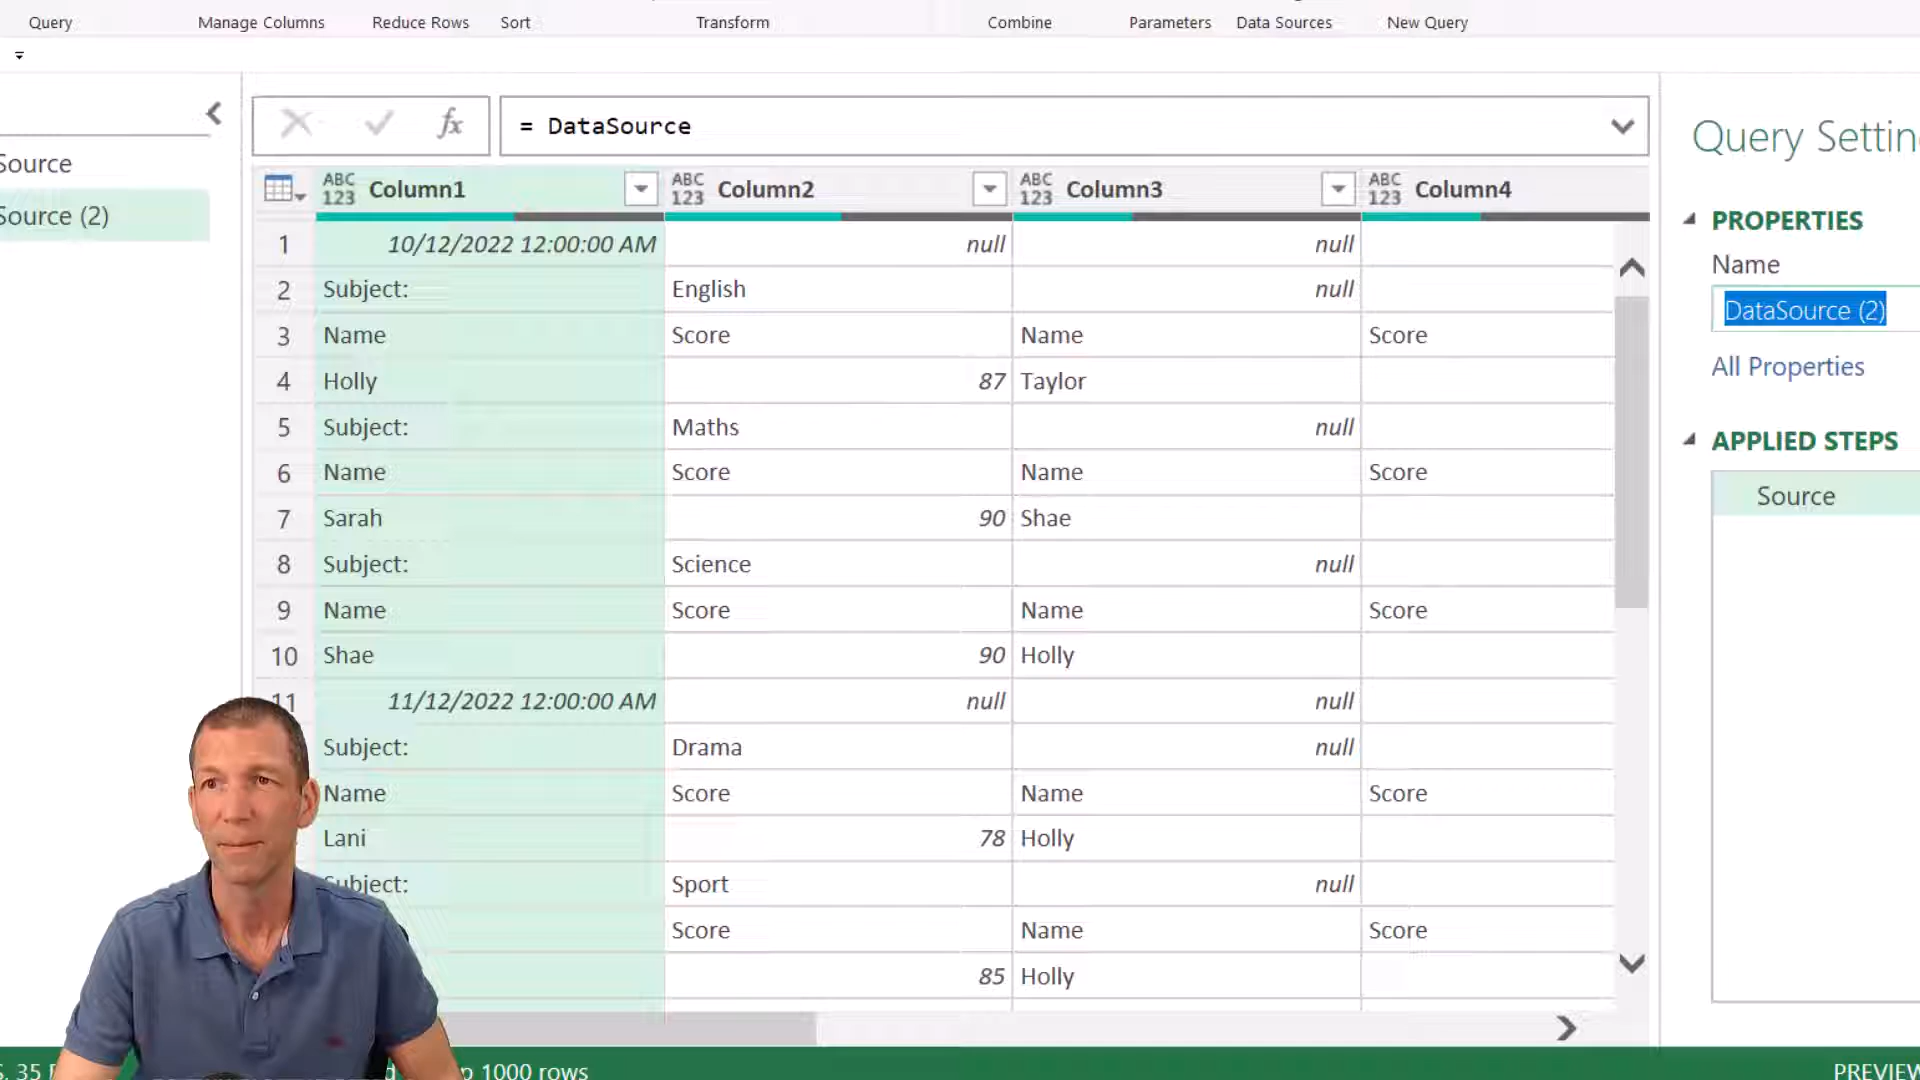 Query Manage Columns Reduce Rows Sort Transform Combine Parameters Data Sources New Query
fx = DataSource
Query Settin
Source
Source (2)
ABC 123 Column1 ABC 123 Column2 ABC 123 Column3 ABC 123 Column4
1 10/12/2022 12:00:00 AM null null
2 Subject: English null
3 Name Score Name Score
4 Holly 87 Taylor
5 Subject: Maths null
6 Name Score Name Score
7 Sarah 90 Shae
8 Subject: Science null
9 Name Score Name Score
10 Shae 90 Holly
11 11/12/2022 12:00:00 AM null null
Subject: Drama null
Name Score Name Score
Lani 78 Holly
Subject: Sport null
Score Name Score
85 Holly
PROPERTIES
Name
DataSource (2)
All Properties
APPLIED STEPS
Source
35
1000 rows
PREVIEW